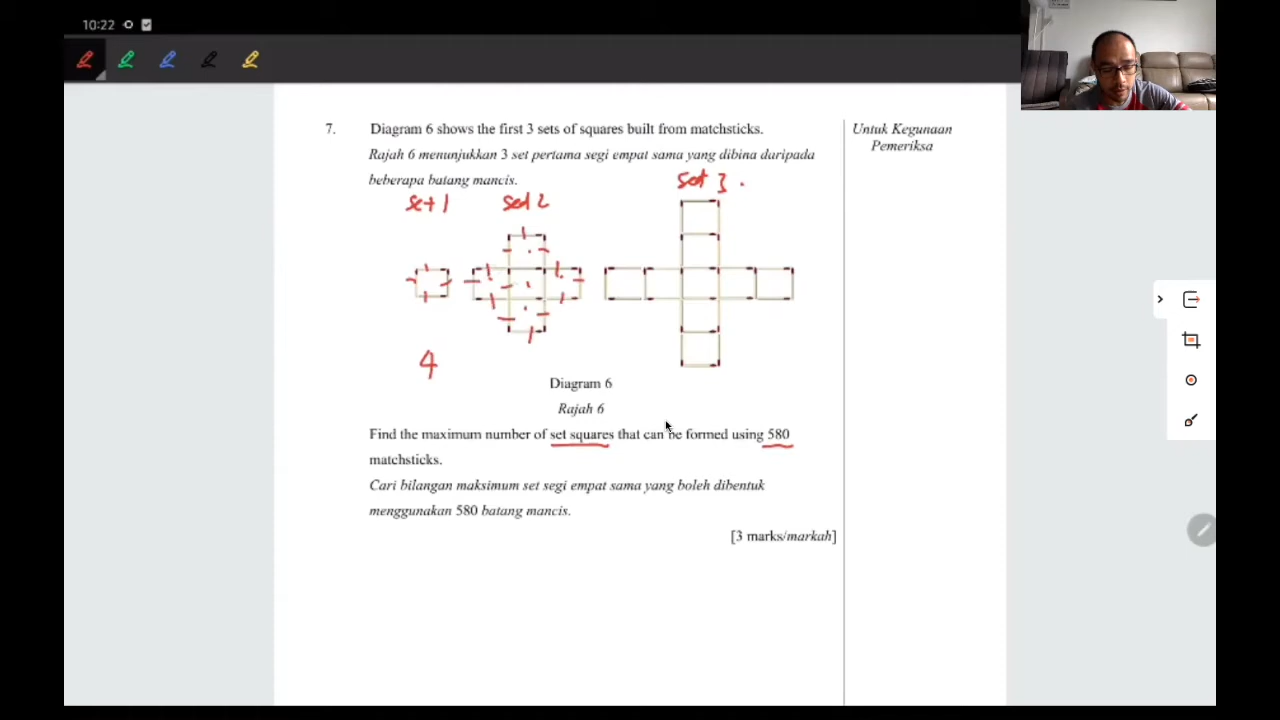 10:22
7. Diagram 6 shows the first 3 sets of squares built from matchsticks.
Untuk Kegunaan
Pemeriksa
Rajah 6 menunjukkan 3 set pertama segi empat sama yang dibina daripada
beberapa batang mancis.
set 1 set 2 set 3.
4
Diagram 6
Rajah 6
Find the maximum number of set squares that can be formed using 580
matchsticks.
Cari bilangan maksimum set segi empat sama yang boleh dibentuk
menggunakan 580 batang mancis.
[3 marks/markah]